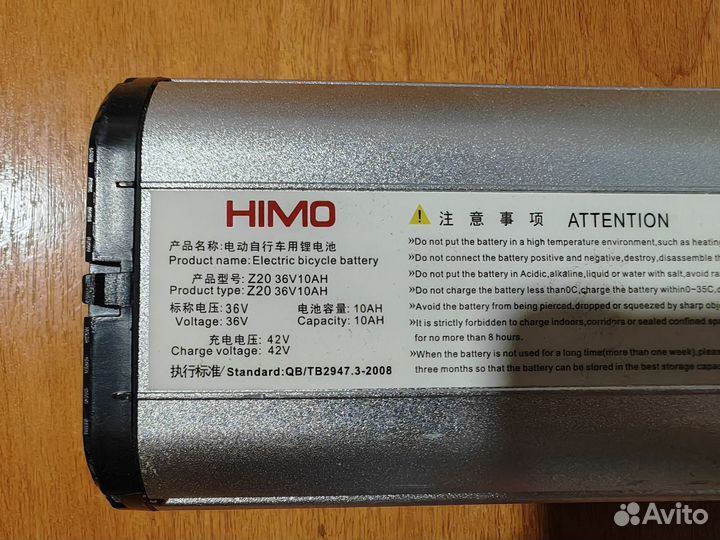 HIMO
产品名称:电动自行车用锂电池
Product name: Electric bicycle battery
产品型号: Z20 36V10AH
Product type: Z20 36V10AH
标称电压: 36V 电池容量: 10AH
Voltage: 36V Capacity: 10AH
充电电压: 42V
Charge voltage: 42V
执行标准/Standard:QB/TB2947.3-2008
注意事项 ATTENTION
»Do not put the battery in a high temperature environment,such as heating
»Do not connect the battery positive and negative,destroy,disassemble th
»Do not put the battery in Acidic,alkaline,liquid or water with salt,avoid rai
»Do not charge the battery less than0C,charge the battery within0~35C,
»Avoid the battery from being pierced,dropped or squeezed by sharp obj
»It is strictly forbidden to charge indoors,corridors or sealed confined sp
for no more than 8 hours.
»When the battery is not used for a long time(more than one week),please
three months so that the battery can be stored in the best storage capac
Avito